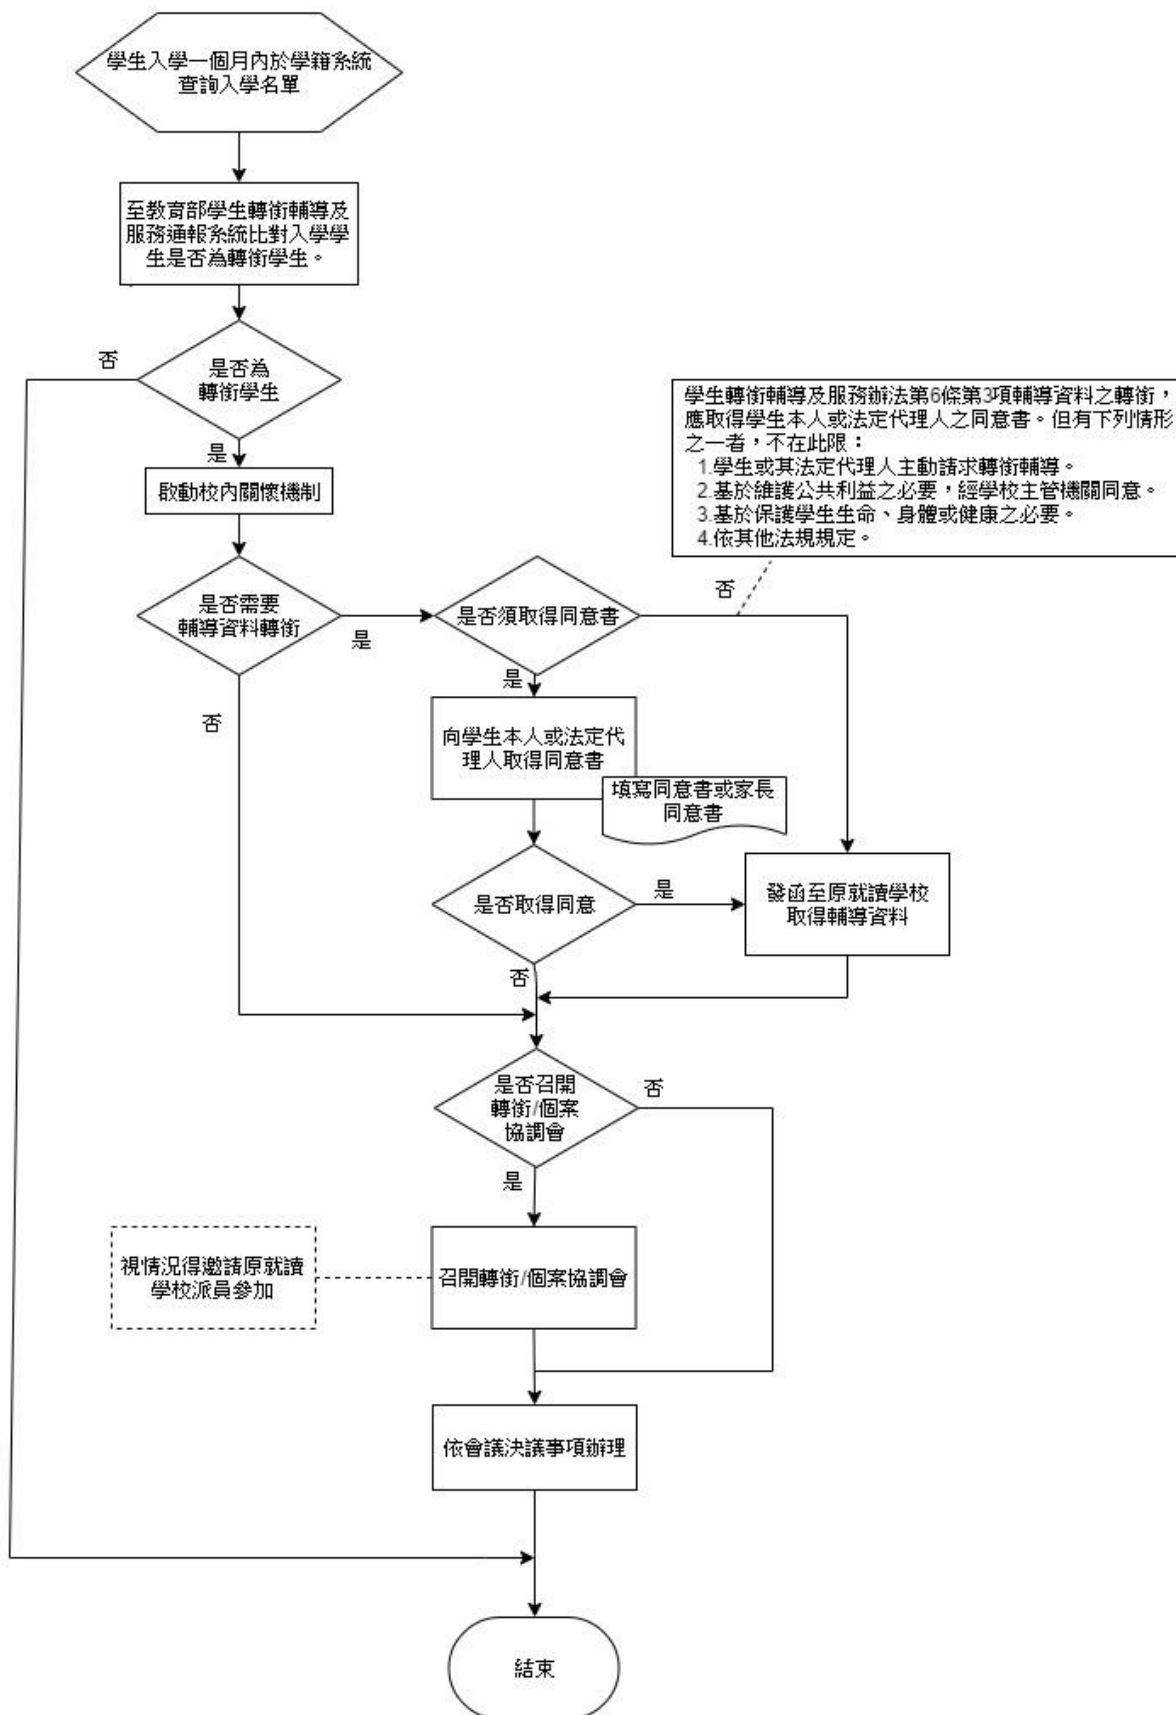 學生入學一個月內於學籍系統
查詢入學名單
至教育部學生轉銜輔導及
服務通報系統比對入學學
生是否為轉銜學生。
否
是否為
轉銜學生
是
啟動校內關懷機制
學生轉銜輔導及服務辦法第6條第3項輔導資料之轉銜，
應取得學生本人或法定代理人之同意書。但有下列情形
之一者，不在此限：
1.學生或其法定代理人主動請求轉銜輔導。
2.基於維護公共利益之必要，經學校主管機關同意。
3.基於保護學生生命、身體或健康之必要。
4.依其他法規規定。
是否需要
輔導資料轉銜
是
否
是否須取得同意書
否
是
向學生本人或法定代
理人取得同意書
填寫同意書或家長
同意書
是否取得同意
是
發函至原就讀學校
取得輔導資料
否
是否召開
轉銜/個案
協調會
否
是
視情況得邀請原就讀
學校派員參加
召開轉銜/個案協調會
依會議決議事項辦理
結束